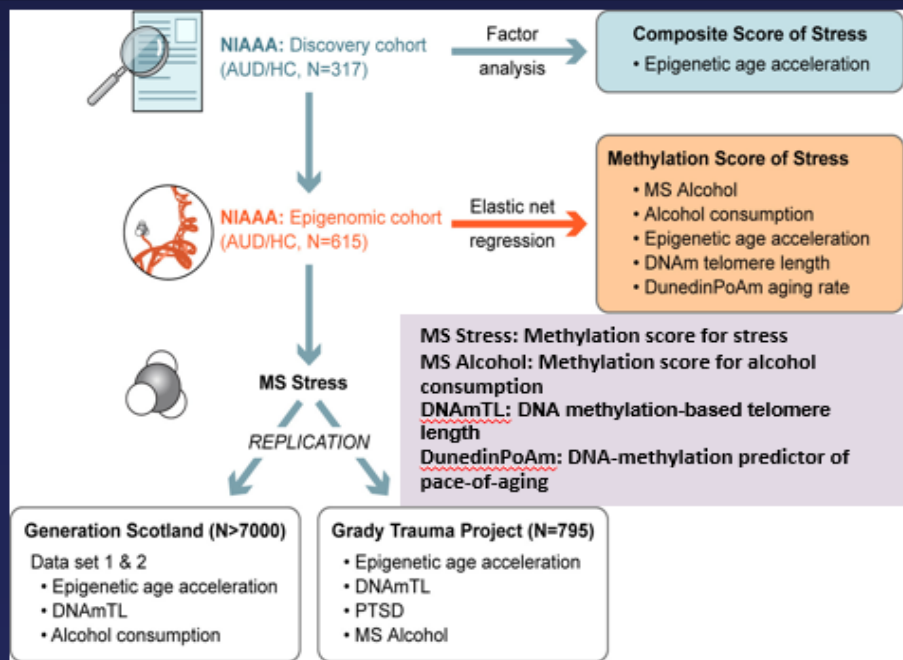 NIAAA: Discovery cohort
(AUD/HC, N=317)
Factor
analysis
Composite Score of Stress
• Epigenetic age acceleration
NIAAA: Epigenomic cohort
(AUD/HC, N=615)
Elastic net
regression
Methylation Score of Stress
• MS Alcohol
• Alcohol consumption
• Epigenetic age acceleration
• DNAm telomere length
• DunedinPoAm aging rate
MS Stress: Methylation score for stress
MS Alcohol: Methylation score for alcohol
consumption
DNAmTL: DNA methylation-based telomere
length
DunedinPoAm: DNA-methylation predictor of
pace-of-aging
MS Stress
REPLICATION
Generation Scotland (N>7000)
Data set 1 & 2
• Epigenetic age acceleration
• DNAmTL
• Alcohol consumption
Grady Trauma Project (N=795)
• Epigenetic age acceleration
• DNAmTL
• PTSD
• MS Alcohol